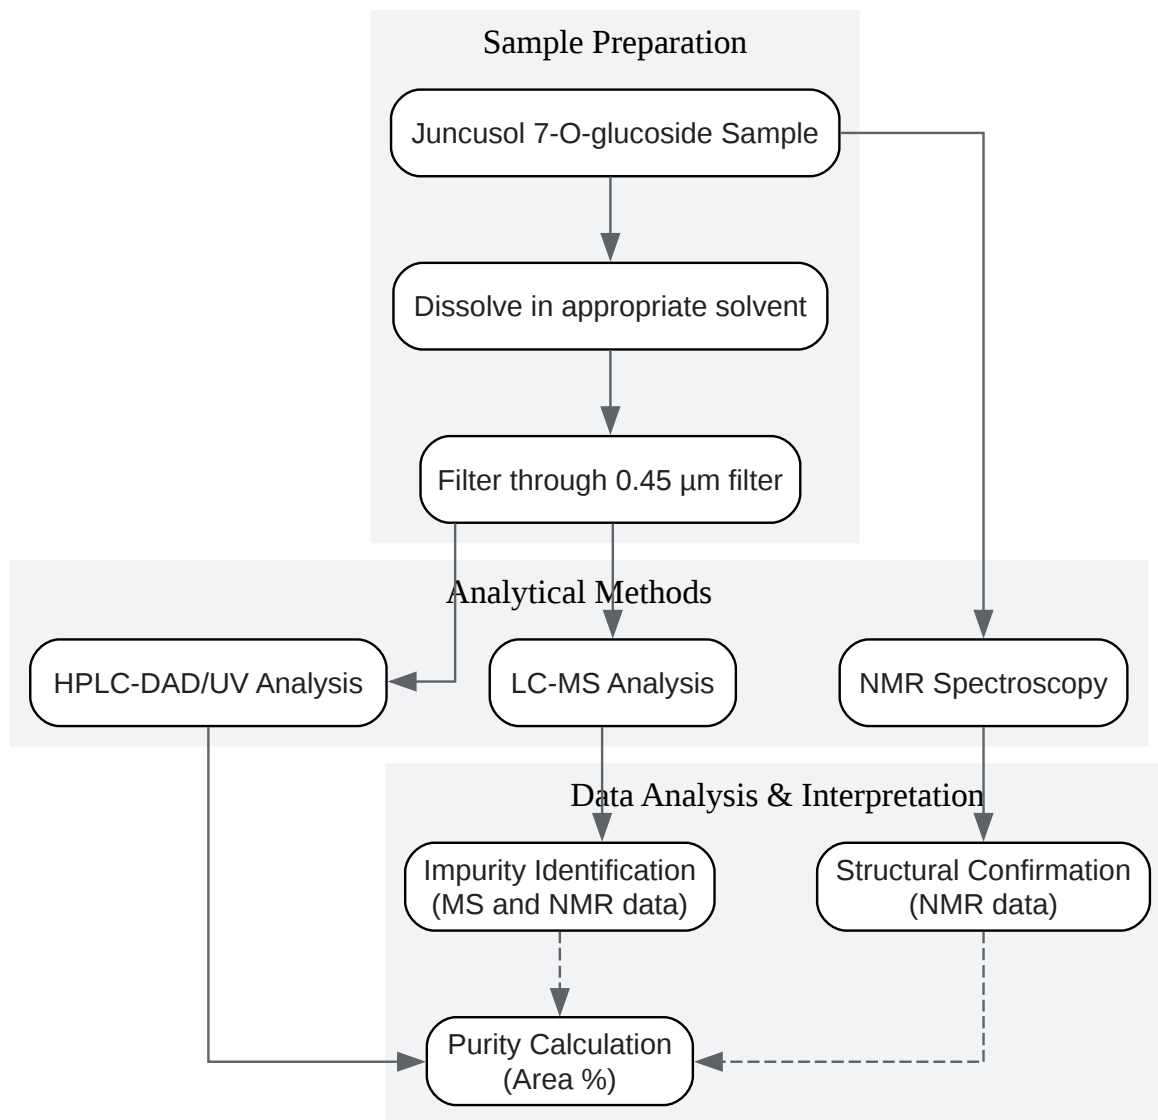 Sample Preparation
Juncusol 7-O-glucoside Sample
Dissolve in appropriate solvent
Filter through 0.45 µm filter
Analytical Methods
HPLC-DAD/UV Analysis
LC-MS Analysis
NMR Spectroscopy
Data Analysis & Interpretation
Impurity Identification
(MS and NMR data)
Structural Confirmation
(NMR data)
Purity Calculation
(Area %)